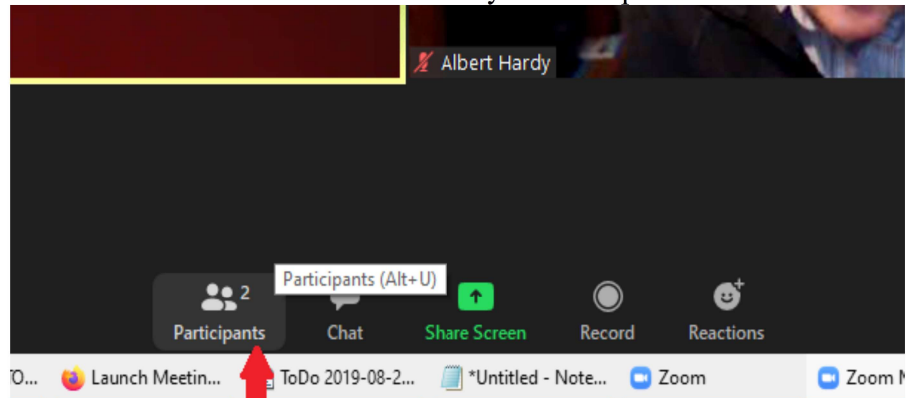 Albert Hardy
2
Participants (Alt+U)
Participants Chat Share Screen Record Reactions
Launch Meetin... ToDo 2019-08-2... *Untitled - Note... Zoom Zoom